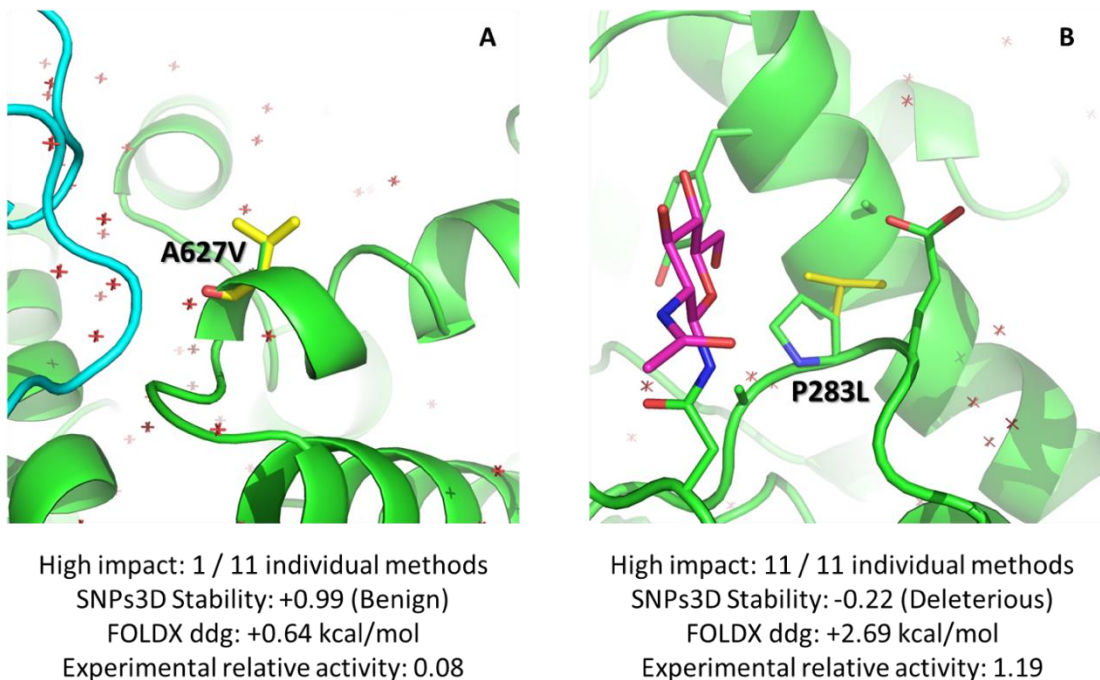 A
A627V
B
P283L
High impact: 1 / 11 individual methods
SNPs3D Stability: +0.99 (Benign)
FOLDX ddg: +0.64 kcal/mol
Experimental relative activity: 0.08
High impact: 11 / 11 individual methods
SNPs3D Stability: -0.22 (Deleterious)
FOLDX ddg: +2.69 kcal/mol
Experimental relative activity: 1.19